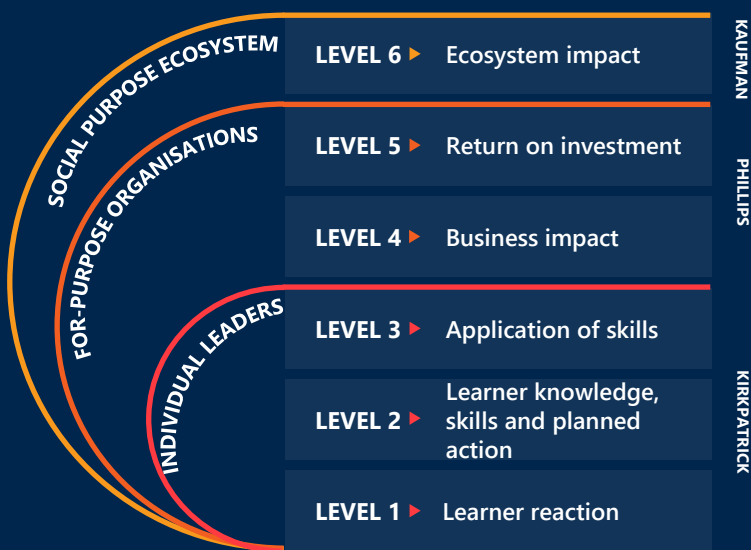 SOCIAL PURPOSE ECOSYSTEM
FOR-PURPOSE ORGANISATIONS
INDIVIDUAL LEADERS
LEVEL 6 Ecosystem impact
LEVEL 5 Return on investment
LEVEL 4 Business impact
LEVEL 3 Application of skills
LEVEL 2 Learner knowledge,
skills and planned
action
LEVEL 1 Learner reaction
KAUFMAN
PHILLIPS
KIRKPATRICK